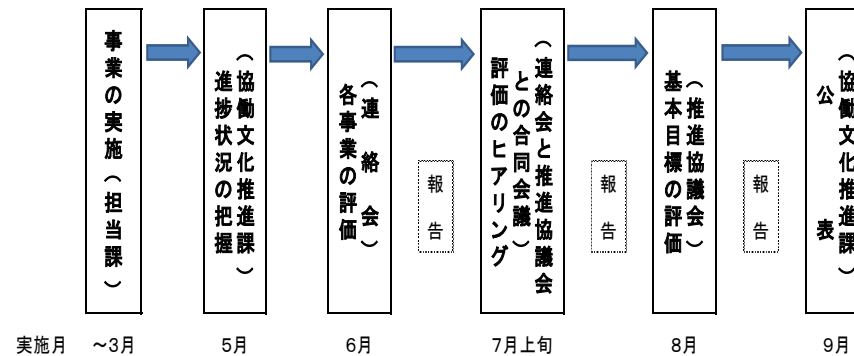 事業の実施（担当課）
進捗状況の把握
（協働文化推進課）
各事業の評価
（連絡会）
報告
評価のヒアリング
（連絡会と推進協議会
との合同会議）
報告
基本目標の評価
（推進協議会）
報告
公表
（協働文化推進課）
実施月 ～3月 5月 6月 7月上旬 8月 9月